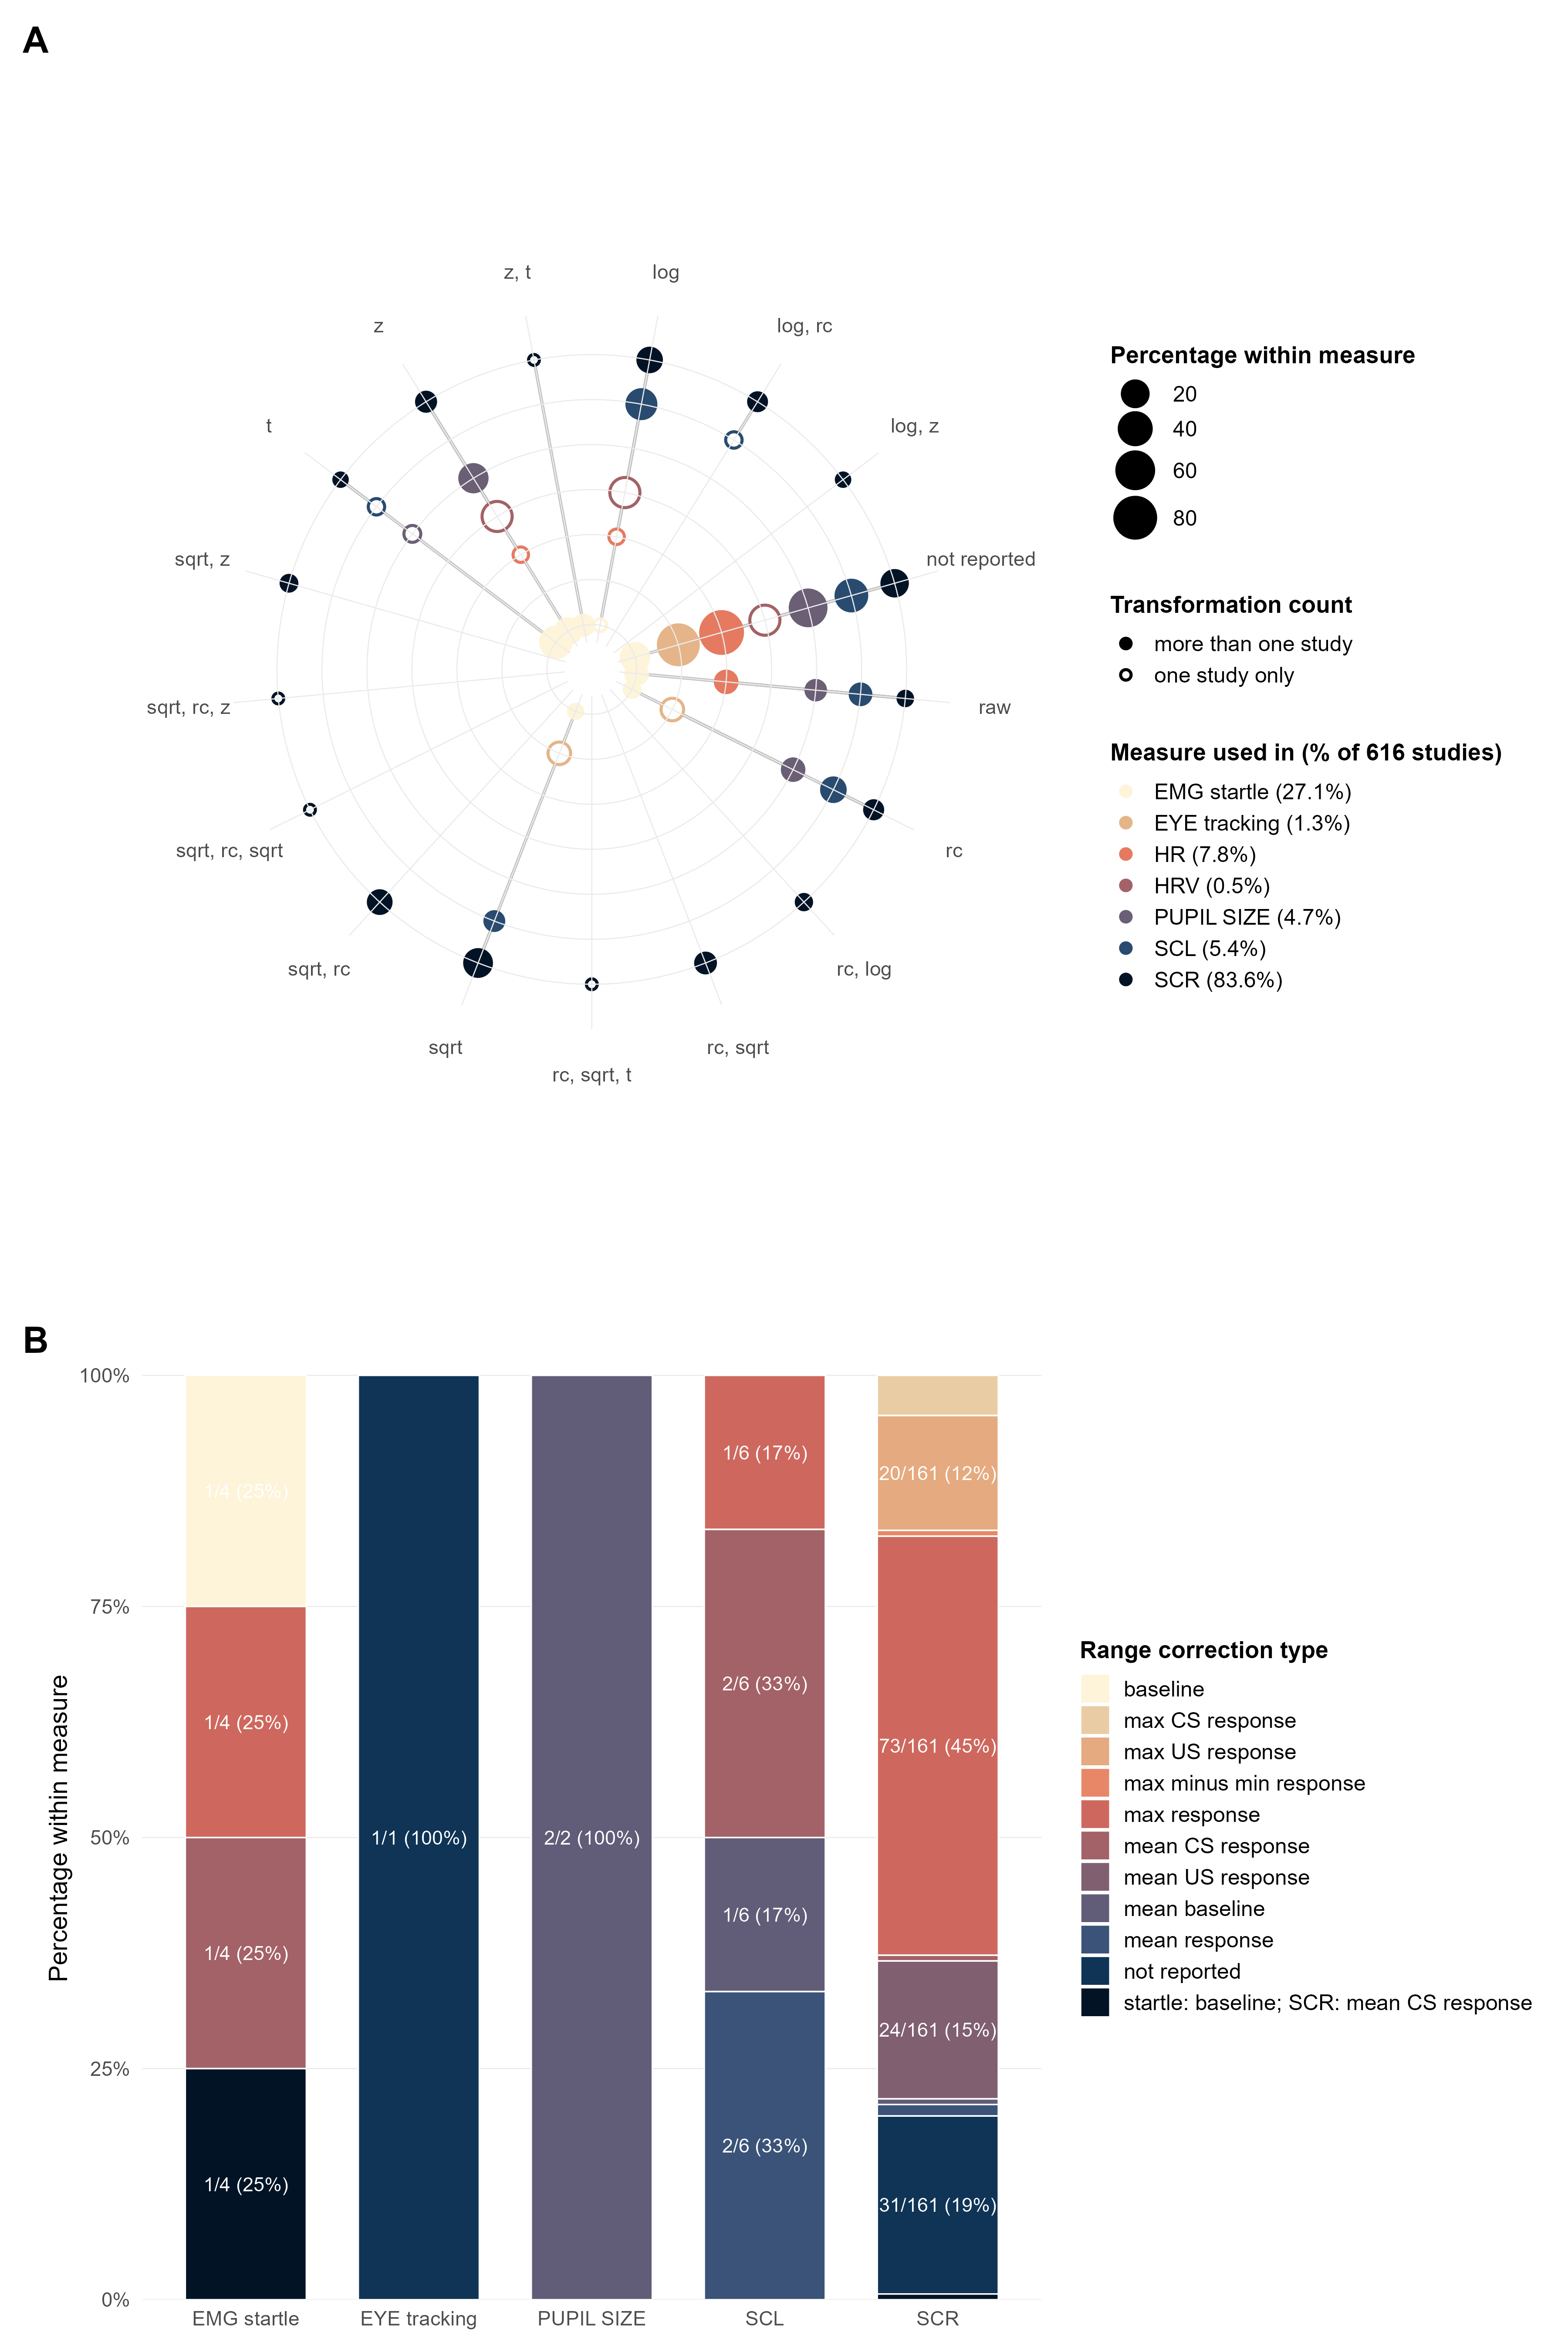 A
z, t
log
z
log, rc
t
log, z
sqrt, z
not reported
sqrt, rc, z
raw
sqrt, rc, sqrt
rc
sqrt, rc
rc, log
sqrt
rc, sqrt
rc, sqrt, t
Percentage within measure
20
40
60
80
Transformation count
more than one study
one study only
Measure used in (% of 616 studies)
EMG startle (27.1%)
EYE tracking (1.3%)
HR (7.8%)
HRV (0.5%)
PUPIL SIZE (4.7%)
SCL (5.4%)
SCR (83.6%)
B
Percentage within measure
100%
75%
50%
25%
0%
1/4 (25%)
1/4 (25%)
1/4 (25%)
1/4 (25%)
1/1 (100%)
2/2 (100%)
1/6 (17%)
2/6 (33%)
1/6 (17%)
2/6 (33%)
20/161 (12%)
73/161 (45%)
24/161 (15%)
31/161 (19%)
EMG startle
EYE tracking
PUPIL SIZE
SCL
SCR
Range correction type
baseline
max CS response
max US response
max minus min response
max response
mean CS response
mean US response
mean baseline
mean response
not reported
startle: baseline; SCR: mean CS response